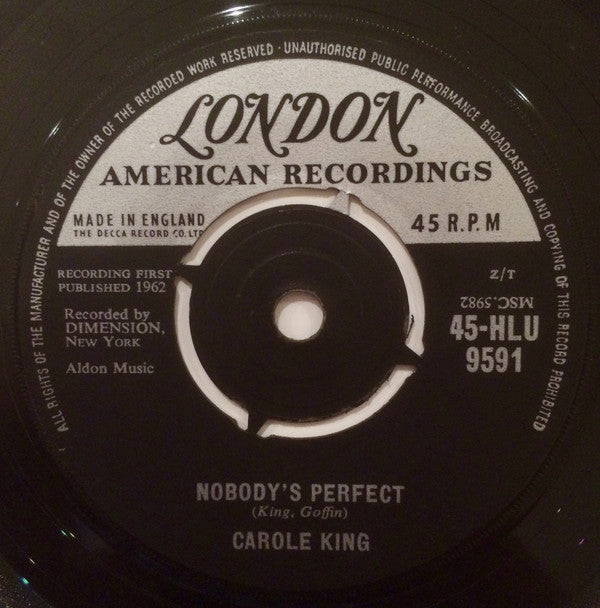 ALL RIGHTS OF THE MANUFACTURER AND OF THE OWNER OF THE RECORDED WORK RESERVED · UNAUTHORISED PUBLIC PERFORMANCE BROADCASTING AND COPYING OF THIS RECORD PROHIBITED
LONDON
AMERICAN RECORDINGS
MADE IN ENGLAND
THE DECCA RECORD CO. LTD
45 R.P.M
RECORDING FIRST
PUBLISHED 1962
Recorded by
DIMENSION,
New York
Aldon Music
Z/T
MSC.5982
45-HLU
9591
NOBODY'S PERFECT
(King, Goffin)
CAROLE KING